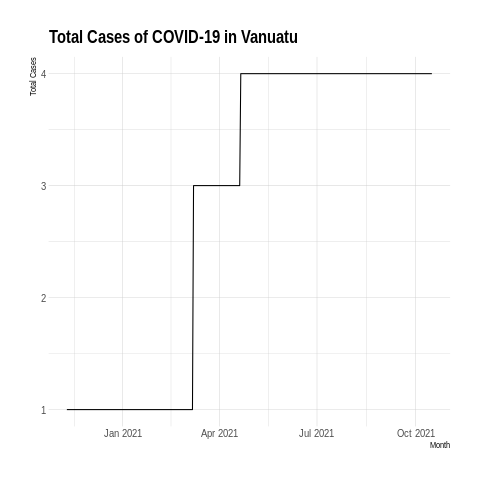 Total Cases of COVID-19 in Vanuatu
Total Cases
4
3
2
1
Jan 2021 Apr 2021 Jul 2021 Oct 2021
Month